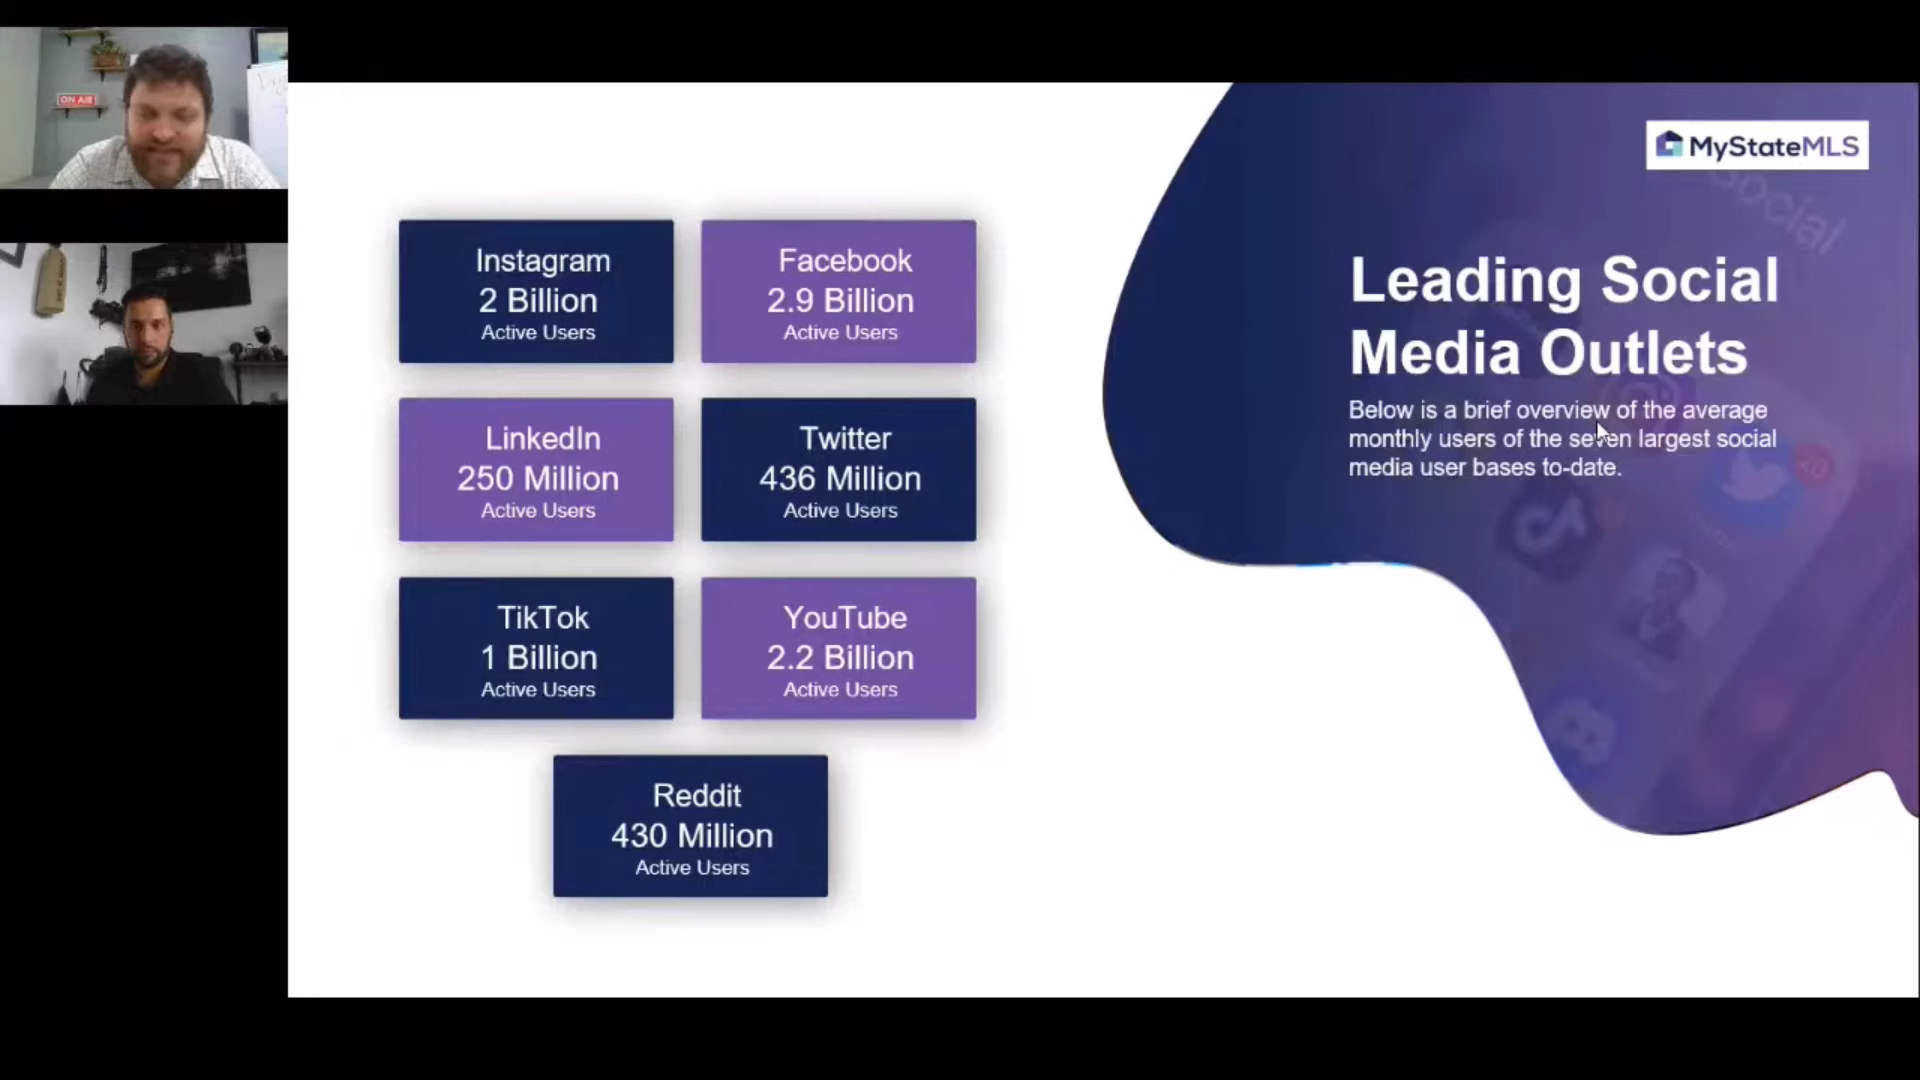 ON AIR
Instagram
2 Billion
Active Users
Facebook
2.9 Billion
Active Users
LinkedIn
250 Million
Active Users
Twitter
436 Million
Active Users
TikTok
1 Billion
Active Users
YouTube
2.2 Billion
Active Users
Reddit
430 Million
Active Users
MyStateMLS
Social
Leading Social
Media Outlets
Below is a brief overview of the average
monthly users of the seven largest social
media user bases to-date.